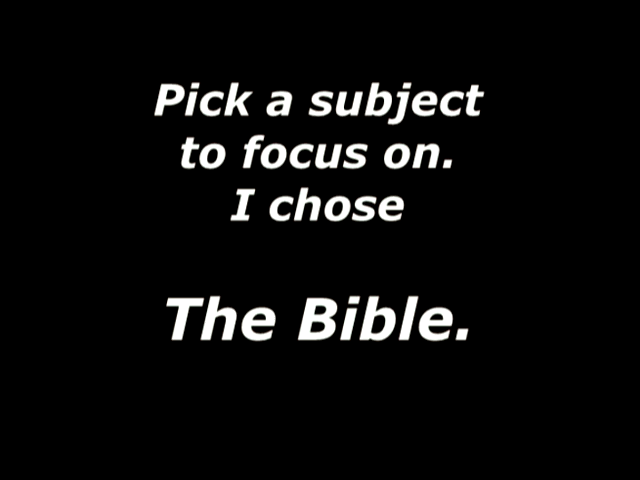 Pick a subject
to focus on.
I chose
The Bible.